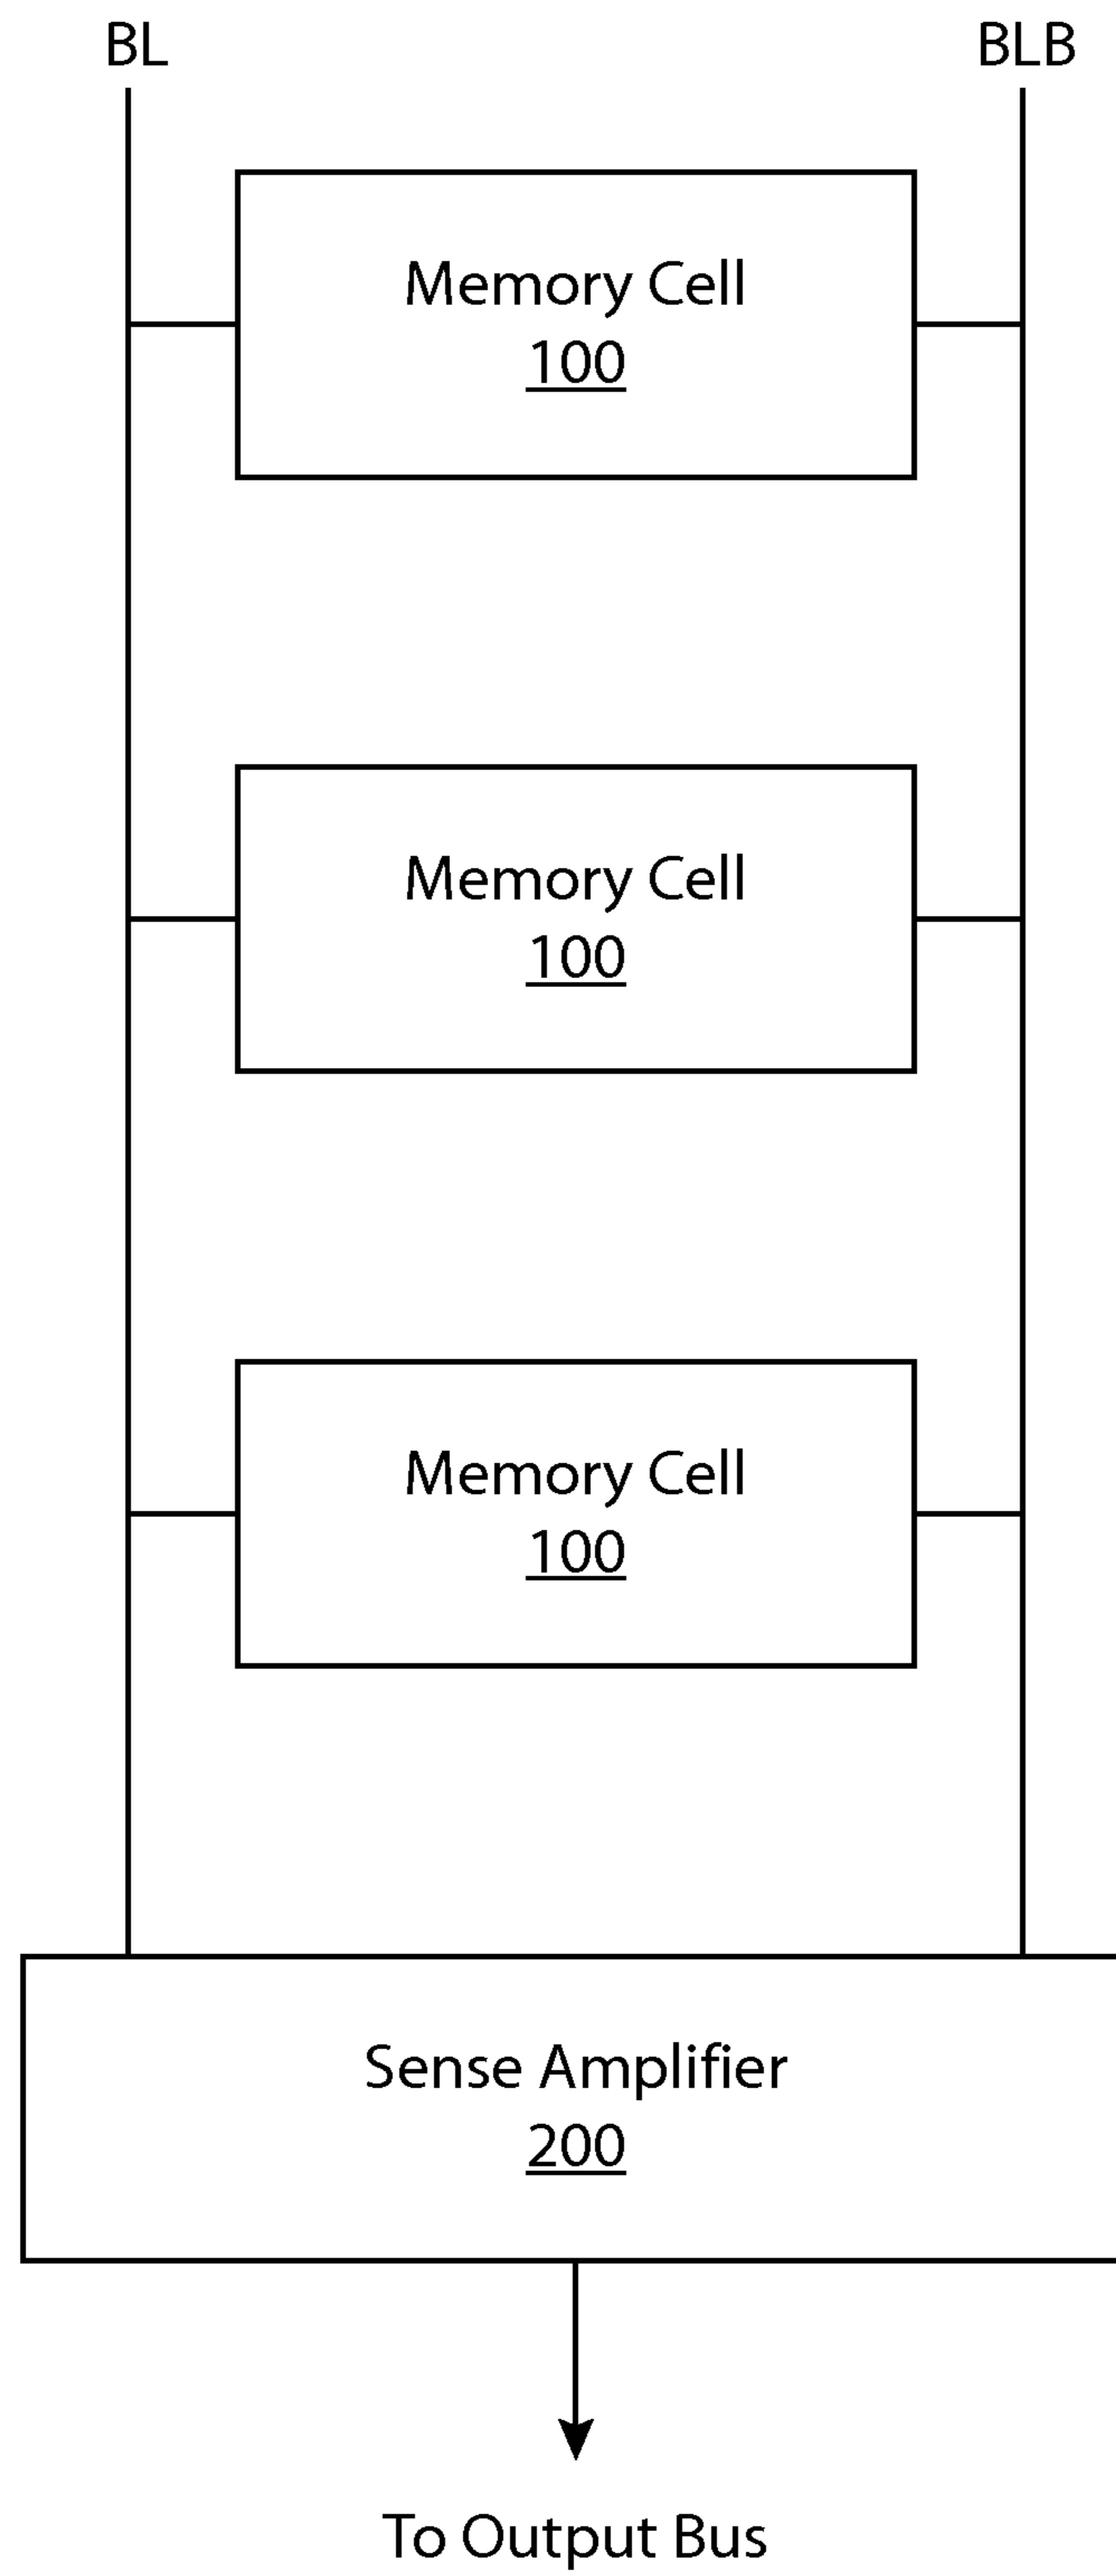 BL BLB
Memory Cell
100
Memory Cell
100
Memory Cell
100
Sense Amplifier
200
To Output Bus